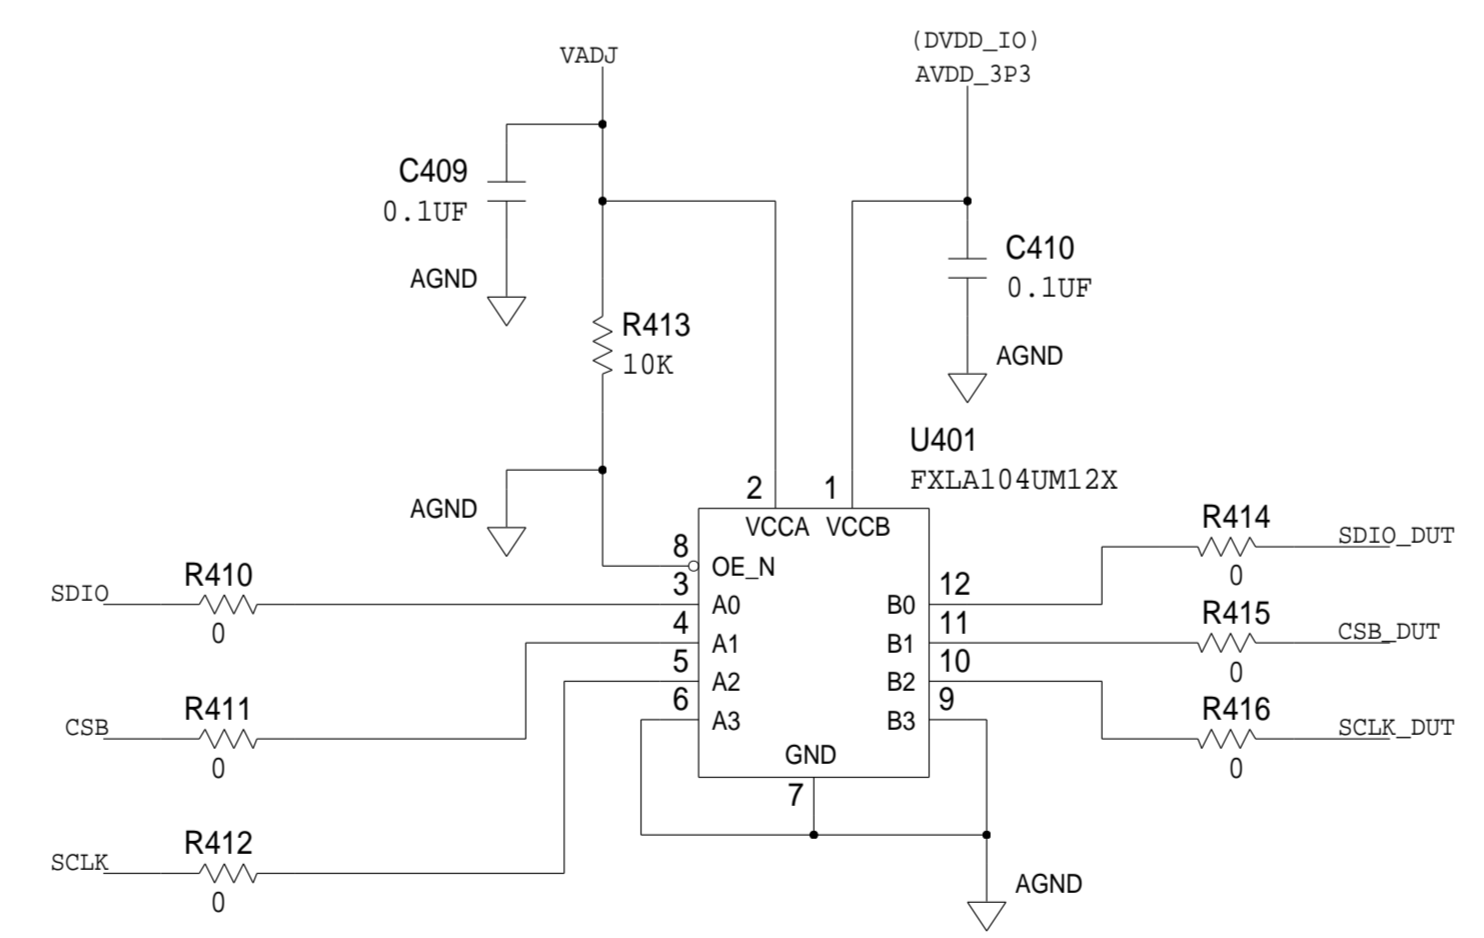 (DVDD_IO)
VADJ
AVDD_3P3
C409
0.1UF
AGND
C410
0.1UF
AGND
R413
10K
U401
FXLA104UM12X
AGND
2
1
VCCA
VCCB
8
OE_N
R414
0
SDIO_DUT
SDIO
R410
0
3
A0
B0
12
4
A1
B1
11
R415
0
CSB_DUT
5
A2
B2
10
CSB
R411
0
6
A3
B3
9
R416
0
SCLK_DUT
GND
7
SCLK
R412
0
AGND